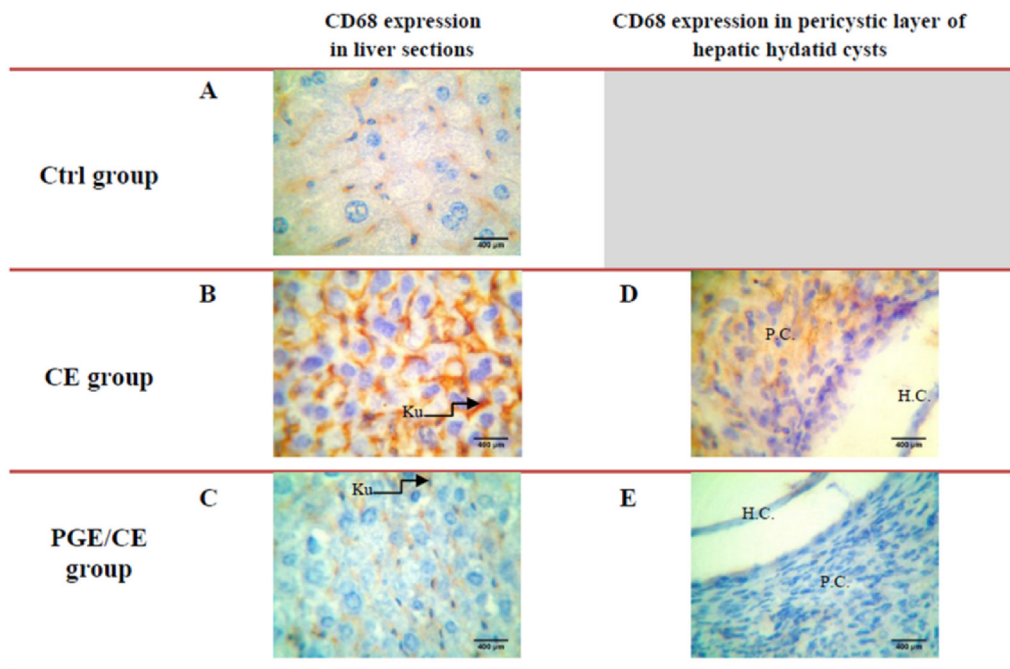 CD68 expression
in liver sections
CD68 expression in pericystic layer of
hepatic hydatid cysts
A
Ctrl group
400 µm
B
D
CE group
P.C.
H.C.
Ku
400 µm
400 µm
C
E
Ku
H.C.
PGE/CE
group
P.C.
400 µm
400 µm